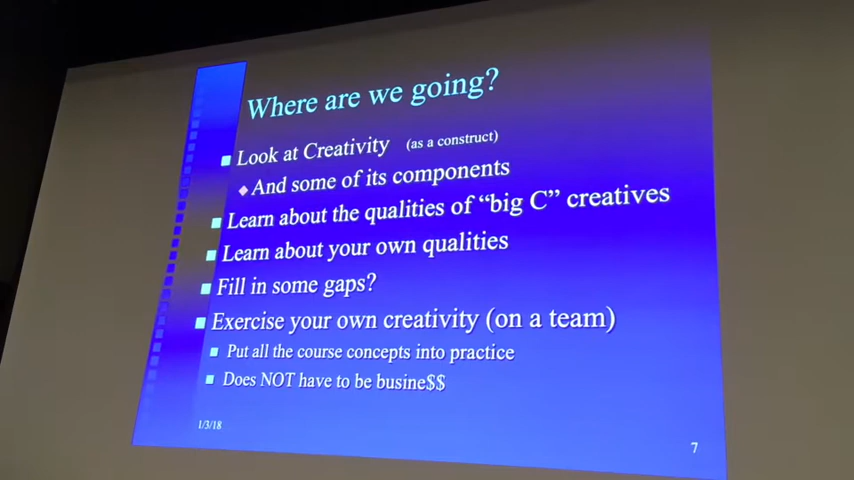 Where are we going?
Look at Creativity (as a construct)
And some of its components
Learn about the qualities of “big C” creatives
Learn about your own qualities
Fill in some gaps?
Exercise your own creativity (on a team)
Put all the course concepts into practice
Does NOT have to be busine$$
1/3/18
7